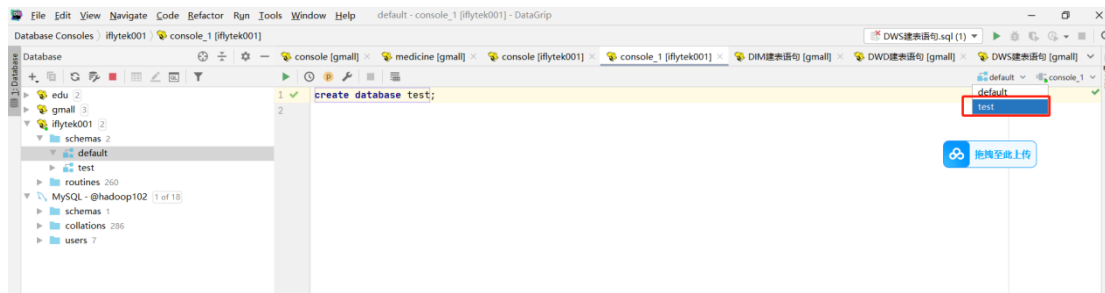 File Edit View Navigate Code Refactor Run Tools Window Help default - console_1 [iflytek001] - DataGrip
Database Consoles iflytek001 console_1 [iflytek001] DWS建表语句.sql (1)
1: Database
Database console [gmall] medicine [gmall] console [iflytek001] console_1 [iflytek001] DIM建表语句 [gmall] DWD建表语句 [gmall] DWS建表语句 [gmall]
default console_1
edu 2 1 create database test; default
gmall 3 2 test
iflytek001 2
schemas 2
default
拖拽至此上传
test
routines 260
MySQL - @hadoop102 1 of 18
schemas 1
collations 286
users 7